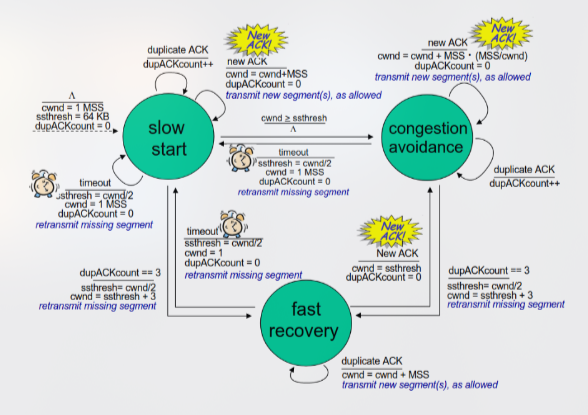 New
ACK!
new ACK
cwnd = cwnd+MSS
dupACKcount = 0
transmit new segment(s), as allowed
duplicate ACK
dupACKcount++
Λ
cwnd = 1 MSS
ssthresh = 64 KB
dupACKcount = 0
slow
start
timeout
ssthresh = cwnd/2
cwnd = 1 MSS
dupACKcount = 0
retransmit missing segment
cwnd ≥ ssthresh
Λ
timeout
ssthresh = cwnd/2
cwnd = 1 MSS
dupACKcount = 0
retransmit missing segment
New
ACK!
new ACK
cwnd = cwnd + MSS · (MSS/cwnd)
dupACKcount = 0
transmit new segment(s), as allowed
congestion
avoidance
duplicate ACK
dupACKcount++
timeout
ssthresh = cwnd/2
cwnd = 1
dupACKcount = 0
retransmit missing segment
New
ACK!
New ACK
cwnd = ssthresh
dupACKcount = 0
dupACKcount == 3
ssthresh= cwnd/2
cwnd = ssthresh + 3
retransmit missing segment
dupACKcount == 3
ssthresh= cwnd/2
cwnd = ssthresh + 3
retransmit missing segment
fast
recovery
duplicate ACK
cwnd = cwnd + MSS
transmit new segment(s), as allowed